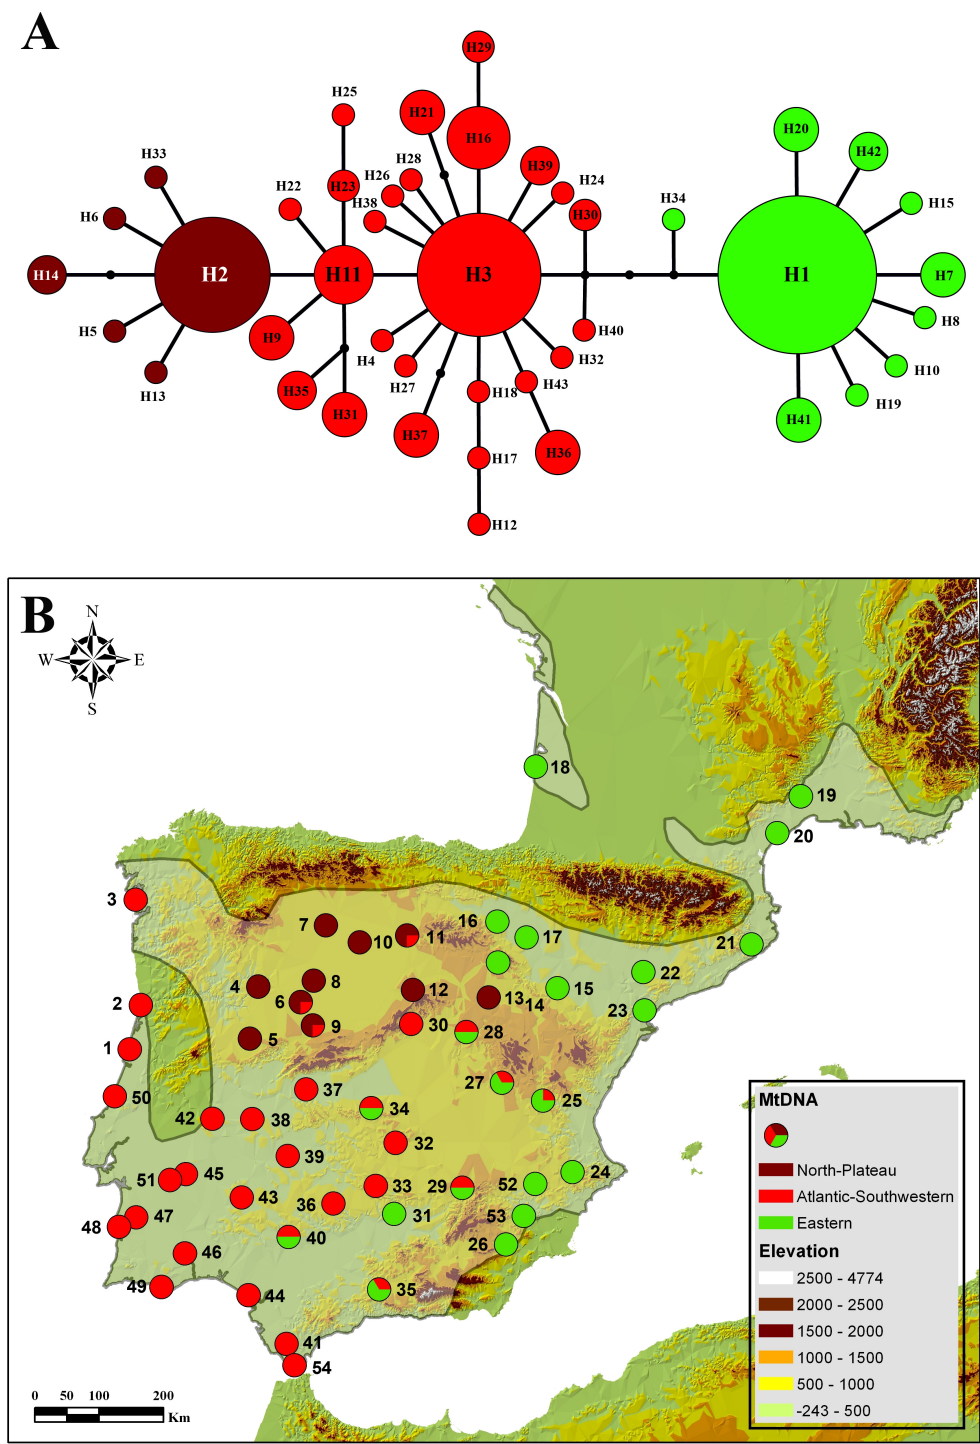 A
H29
H25
H21
H20
H16
H42
H33
H28
H39
H26
H24
H22
H23
H15
H6
H38
H30
H34
H14
H2
H11
H3
H1
H7
H5
H9
H4
H40
H8
H32
H27
H10
H13
H35
H18
H43
H19
H31
H37
H41
H17
H36
H12
B
N
W E
S
18
19
20
3
7
10
11
16
17
21
4
8
22
6
12
13
14
15
2
9
30
28
23
5
1
27
25
50
37
34
42
38
32
39
24
51
45
33
29
52
43
36
31
53
48
47
40
26
46
49
44
35
41
54
MtDNA
North-Plateau
Atlantic-Southwestern
Eastern
Elevation
2500 - 4774
2000 - 2500
1500 - 2000
1000 - 1500
500 - 1000
-243 - 500
0 50 100 200
Km